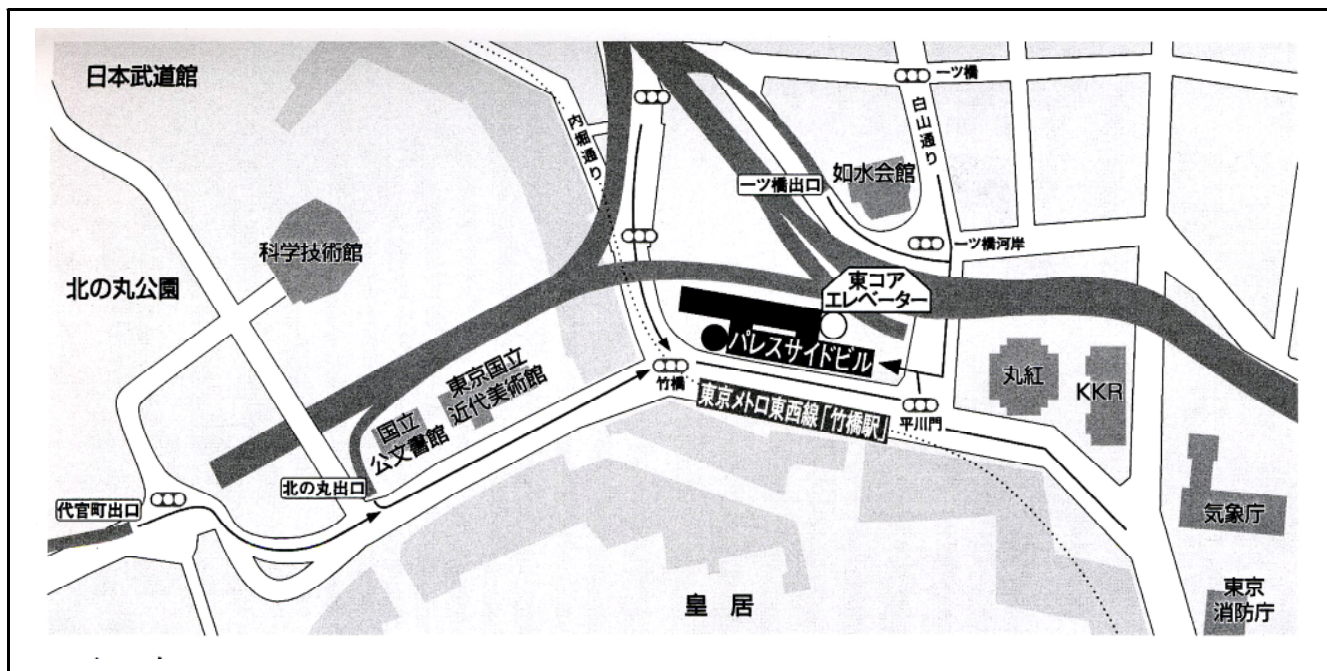 日本武道館
一ツ橋
白山通り
内堀通り
如水会館
一ツ橋出口
一ツ橋河岸
科学技術館
北の丸公園
東コア
エレベーター
パレスサイドビル
丸紅
KKR
竹橋
東京国立
近代美術館
東京メトロ東西線「竹橋駅」
平川門
国立
公文書館
北の丸出口
代官町出口
気象庁
皇居
東京
消防庁